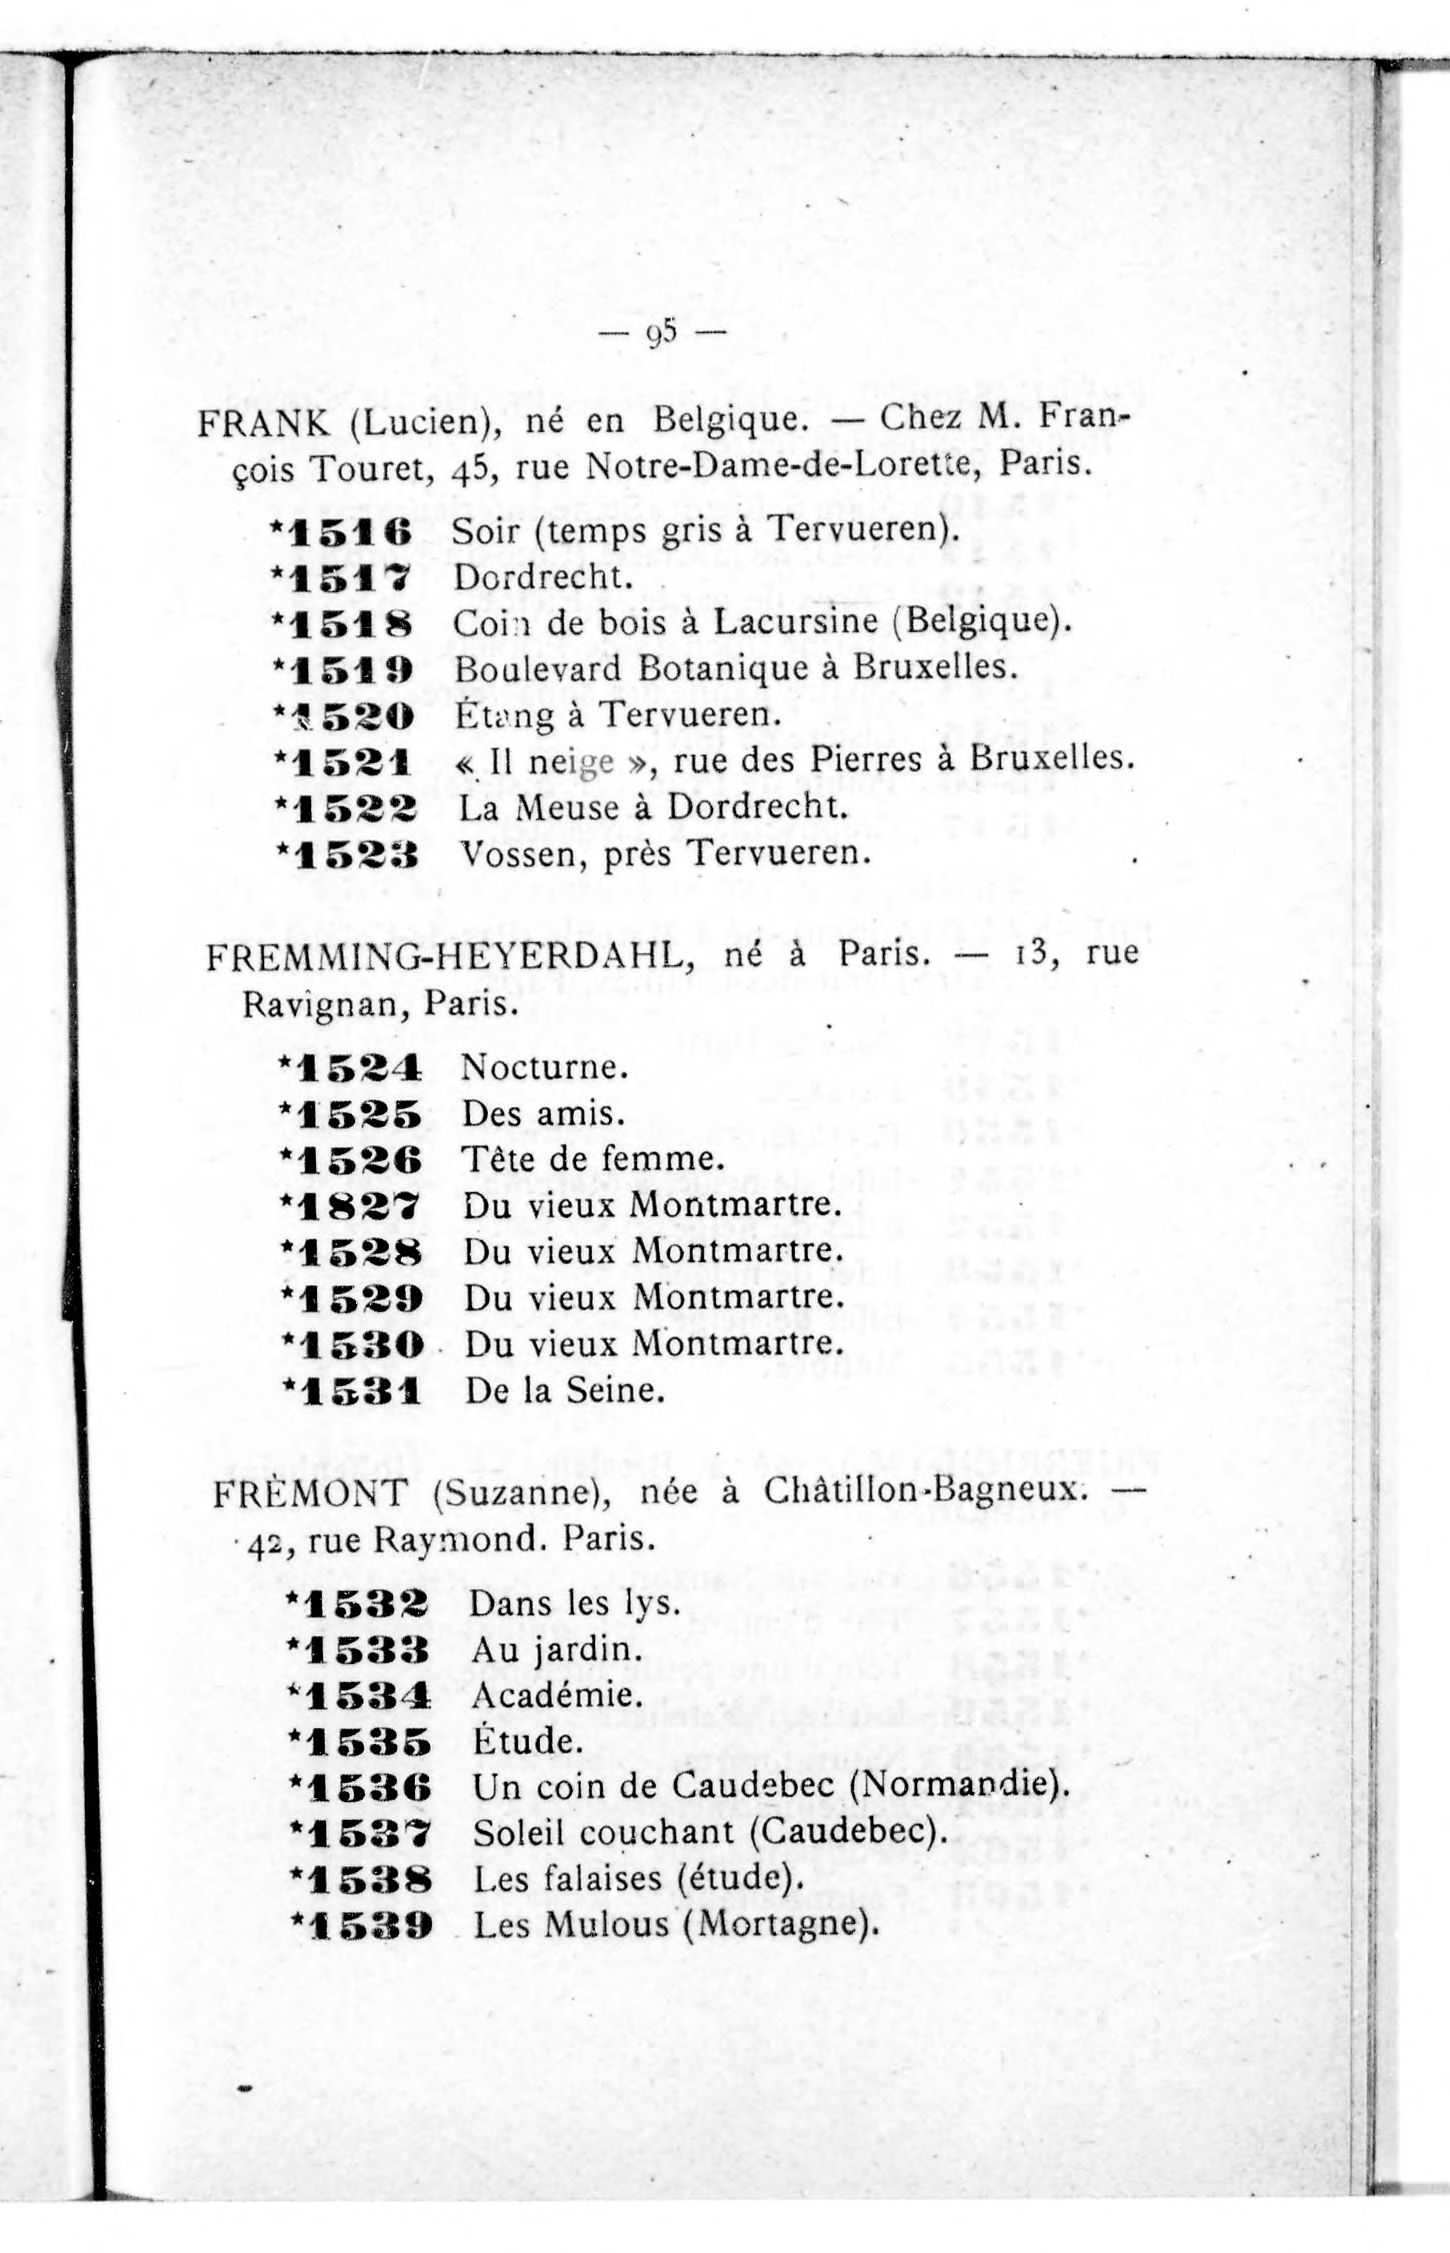 — 95 —
FRANK (Lucien), né en Belgique. — Chez M. Fran-
çois Touret, 45, rue Notre-Dame-de-Lorette, Paris.
*1516 Soir (temps gris à Tervueren).
*1517 Dordrecht.
*1518 Coin de bois à Lacursine (Belgique).
*1519 Boulevard Botanique à Bruxelles.
*1520 Étang à Tervueren.
*1521 « Il neige », rue des Pierres à Bruxelles.
*1522 La Meuse à Dordrecht.
*1523 Vossen, près Tervueren.
FREMMING-HEYERDAHL, né à Paris. — 13, rue
Ravignan, Paris.
*1524 Nocturne.
*1525 Des amis.
*1526 Tête de femme.
*1827 Du vieux Montmartre.
*1528 Du vieux Montmartre.
*1529 Du vieux Montmartre.
*1530 Du vieux Montmartre.
*1531 De la Seine.
FRÈMONT (Suzanne), née à Châtillon-Bagneux. —
42, rue Raymond. Paris.
*1532 Dans les lys.
*1533 Au jardin.
*1534 Académie.
*1535 Étude.
*1536 Un coin de Caudebec (Normandie).
*1537 Soleil couchant (Caudebec).
*1538 Les falaises (étude).
*1539 Les Mulous (Mortagne).